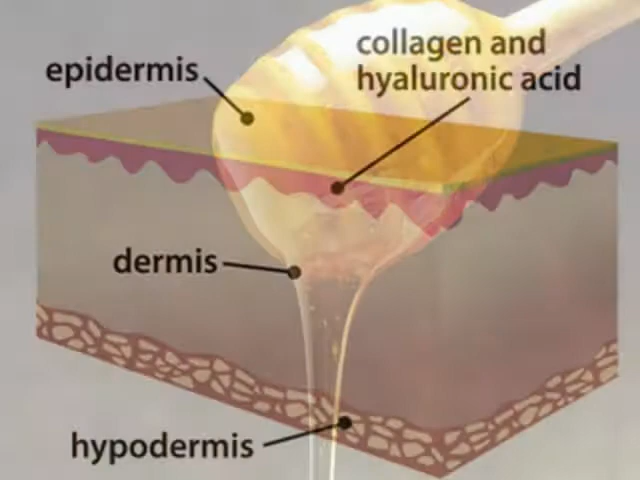 collagen and
hyaluronic acid
epidermis
dermis
hypodermis